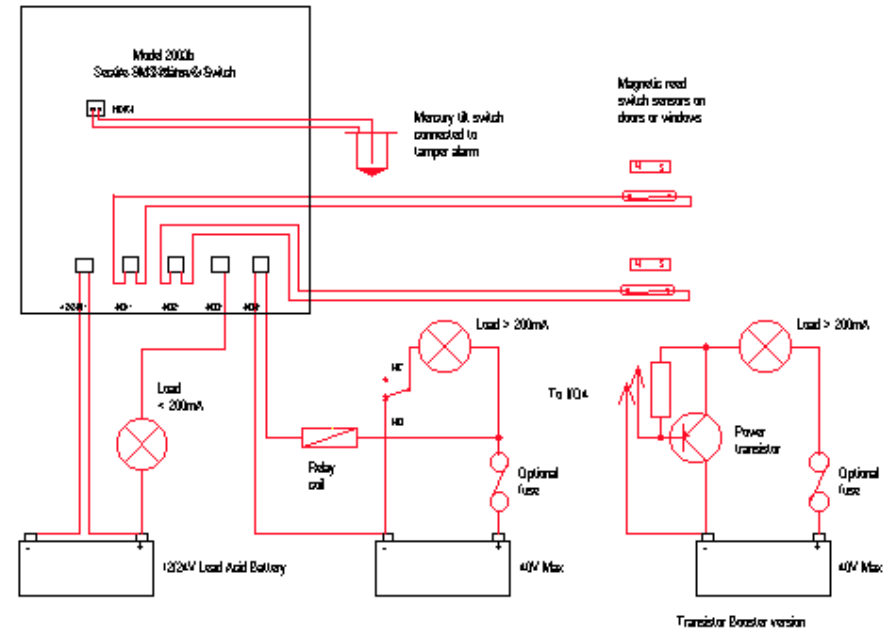 Model 2003b
Mercury tilt switch
connected to
tamper alarm
Magnetic reed
switch sensors on
doors or windows
S
S
Load > 200mA
Load > 200mA
NC
Load
< 200mA
To I/O4
NO
Relay
coil
Power
transistor
Optional
fuse
Optional
fuse
-
+
-
+
-
+
12/24V Lead Acid Battery
40V Max
40V Max
Transistor Booster version